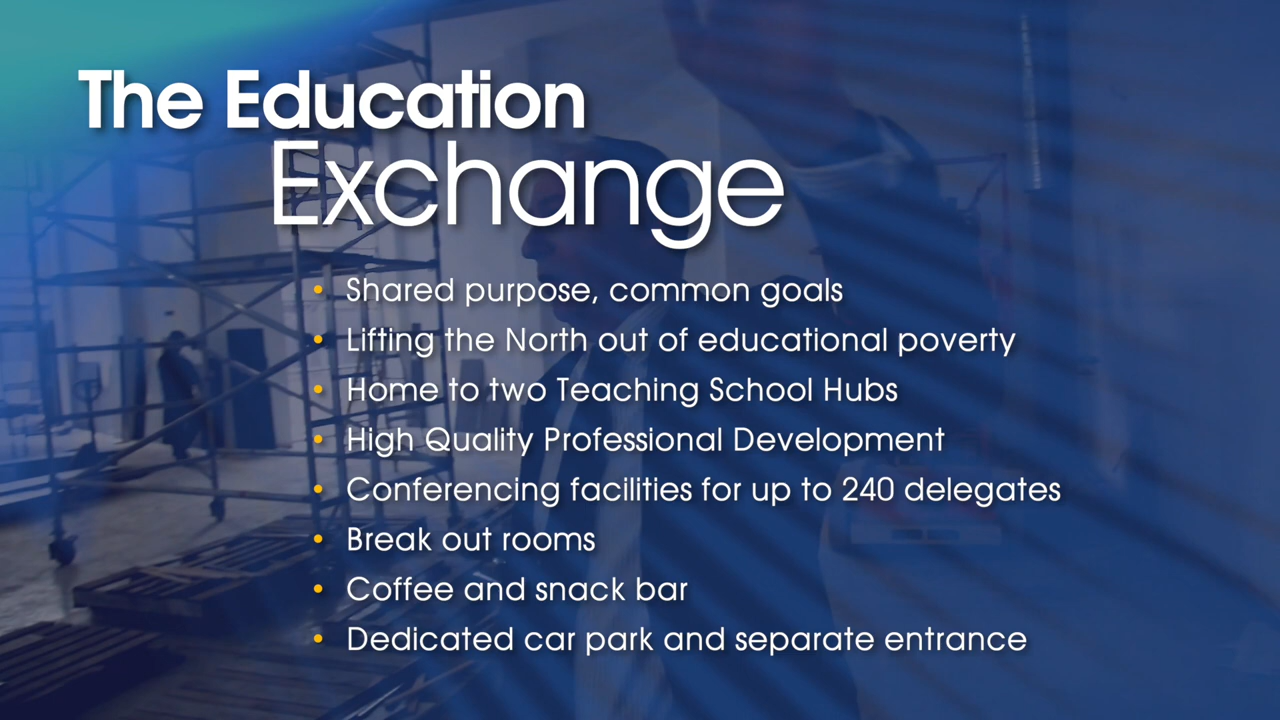 The Education
Exchange
• Shared purpose, common goals
• Lifting the North out of educational poverty
• Home to two Teaching School Hubs
• High Quality Professional Development
• Conferencing facilities for up to 240 delegates
• Break out rooms
• Coffee and snack bar
• Dedicated car park and separate entrance